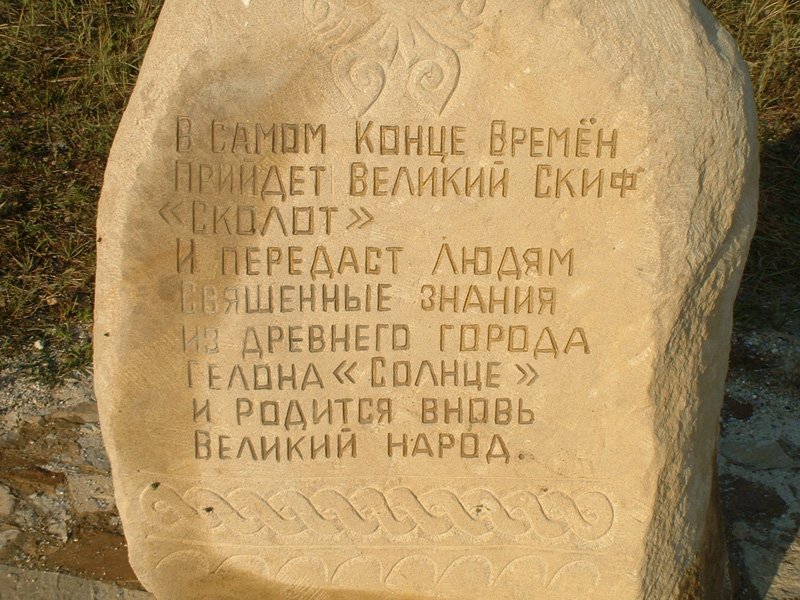 В САМОМ КОНЦЕ ВРЕМЁН
ПРИЙДЕТ ВЕЛИКИЙ СКИФ
«СКОЛОТ»
И ПЕРЕДАСТ ЛЮДЯМ
СВЯЩЕННЫЕ ЗНАНИЯ
ИЗ ДРЕВНЕГО ГОРОДА
ГЕЛОНА «СОЛНЦЕ»
И РОДИТСЯ ВНОВЬ
ВЕЛИКИЙ НАРОД.